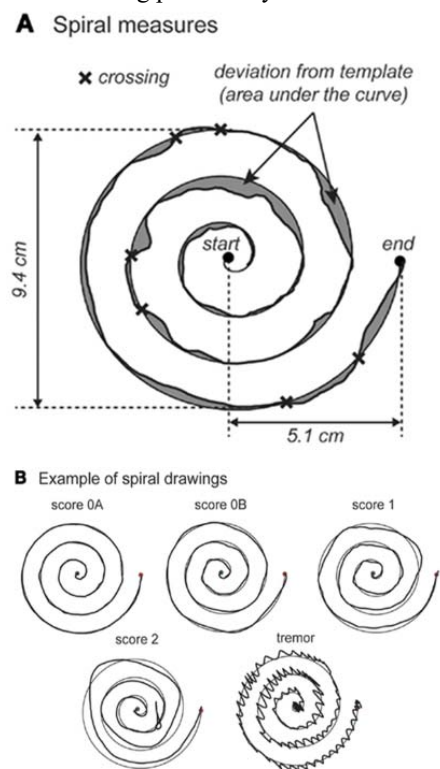 A Spiral measures
× crossing
deviation from template
(area under the curve)
start
end
9.4 cm
5.1 cm
B Example of spiral drawings
score 0A
score 0B
score 1
score 2
tremor